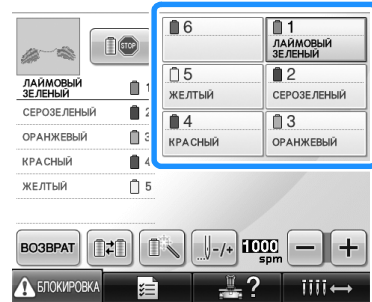 STOP
ЛАЙМОВЫЙ
ЗЕЛЕНЫЙ 1
СЕРОЗЕЛЕНЫЙ 2
ОРАНЖЕВЫЙ 3
КРАСНЫЙ 4
ЖЕЛТЫЙ 5
6
1
ЛАЙМОВЫЙ
ЗЕЛЕНЫЙ
5
ЖЕЛТЫЙ
2
СЕРОЗЕЛЕНЫЙ
4
КРАСНЫЙ
3
ОРАНЖЕВЫЙ
ВОЗВРАТ
-/+
1000
spm
− +
БЛОКИРОВКА
?